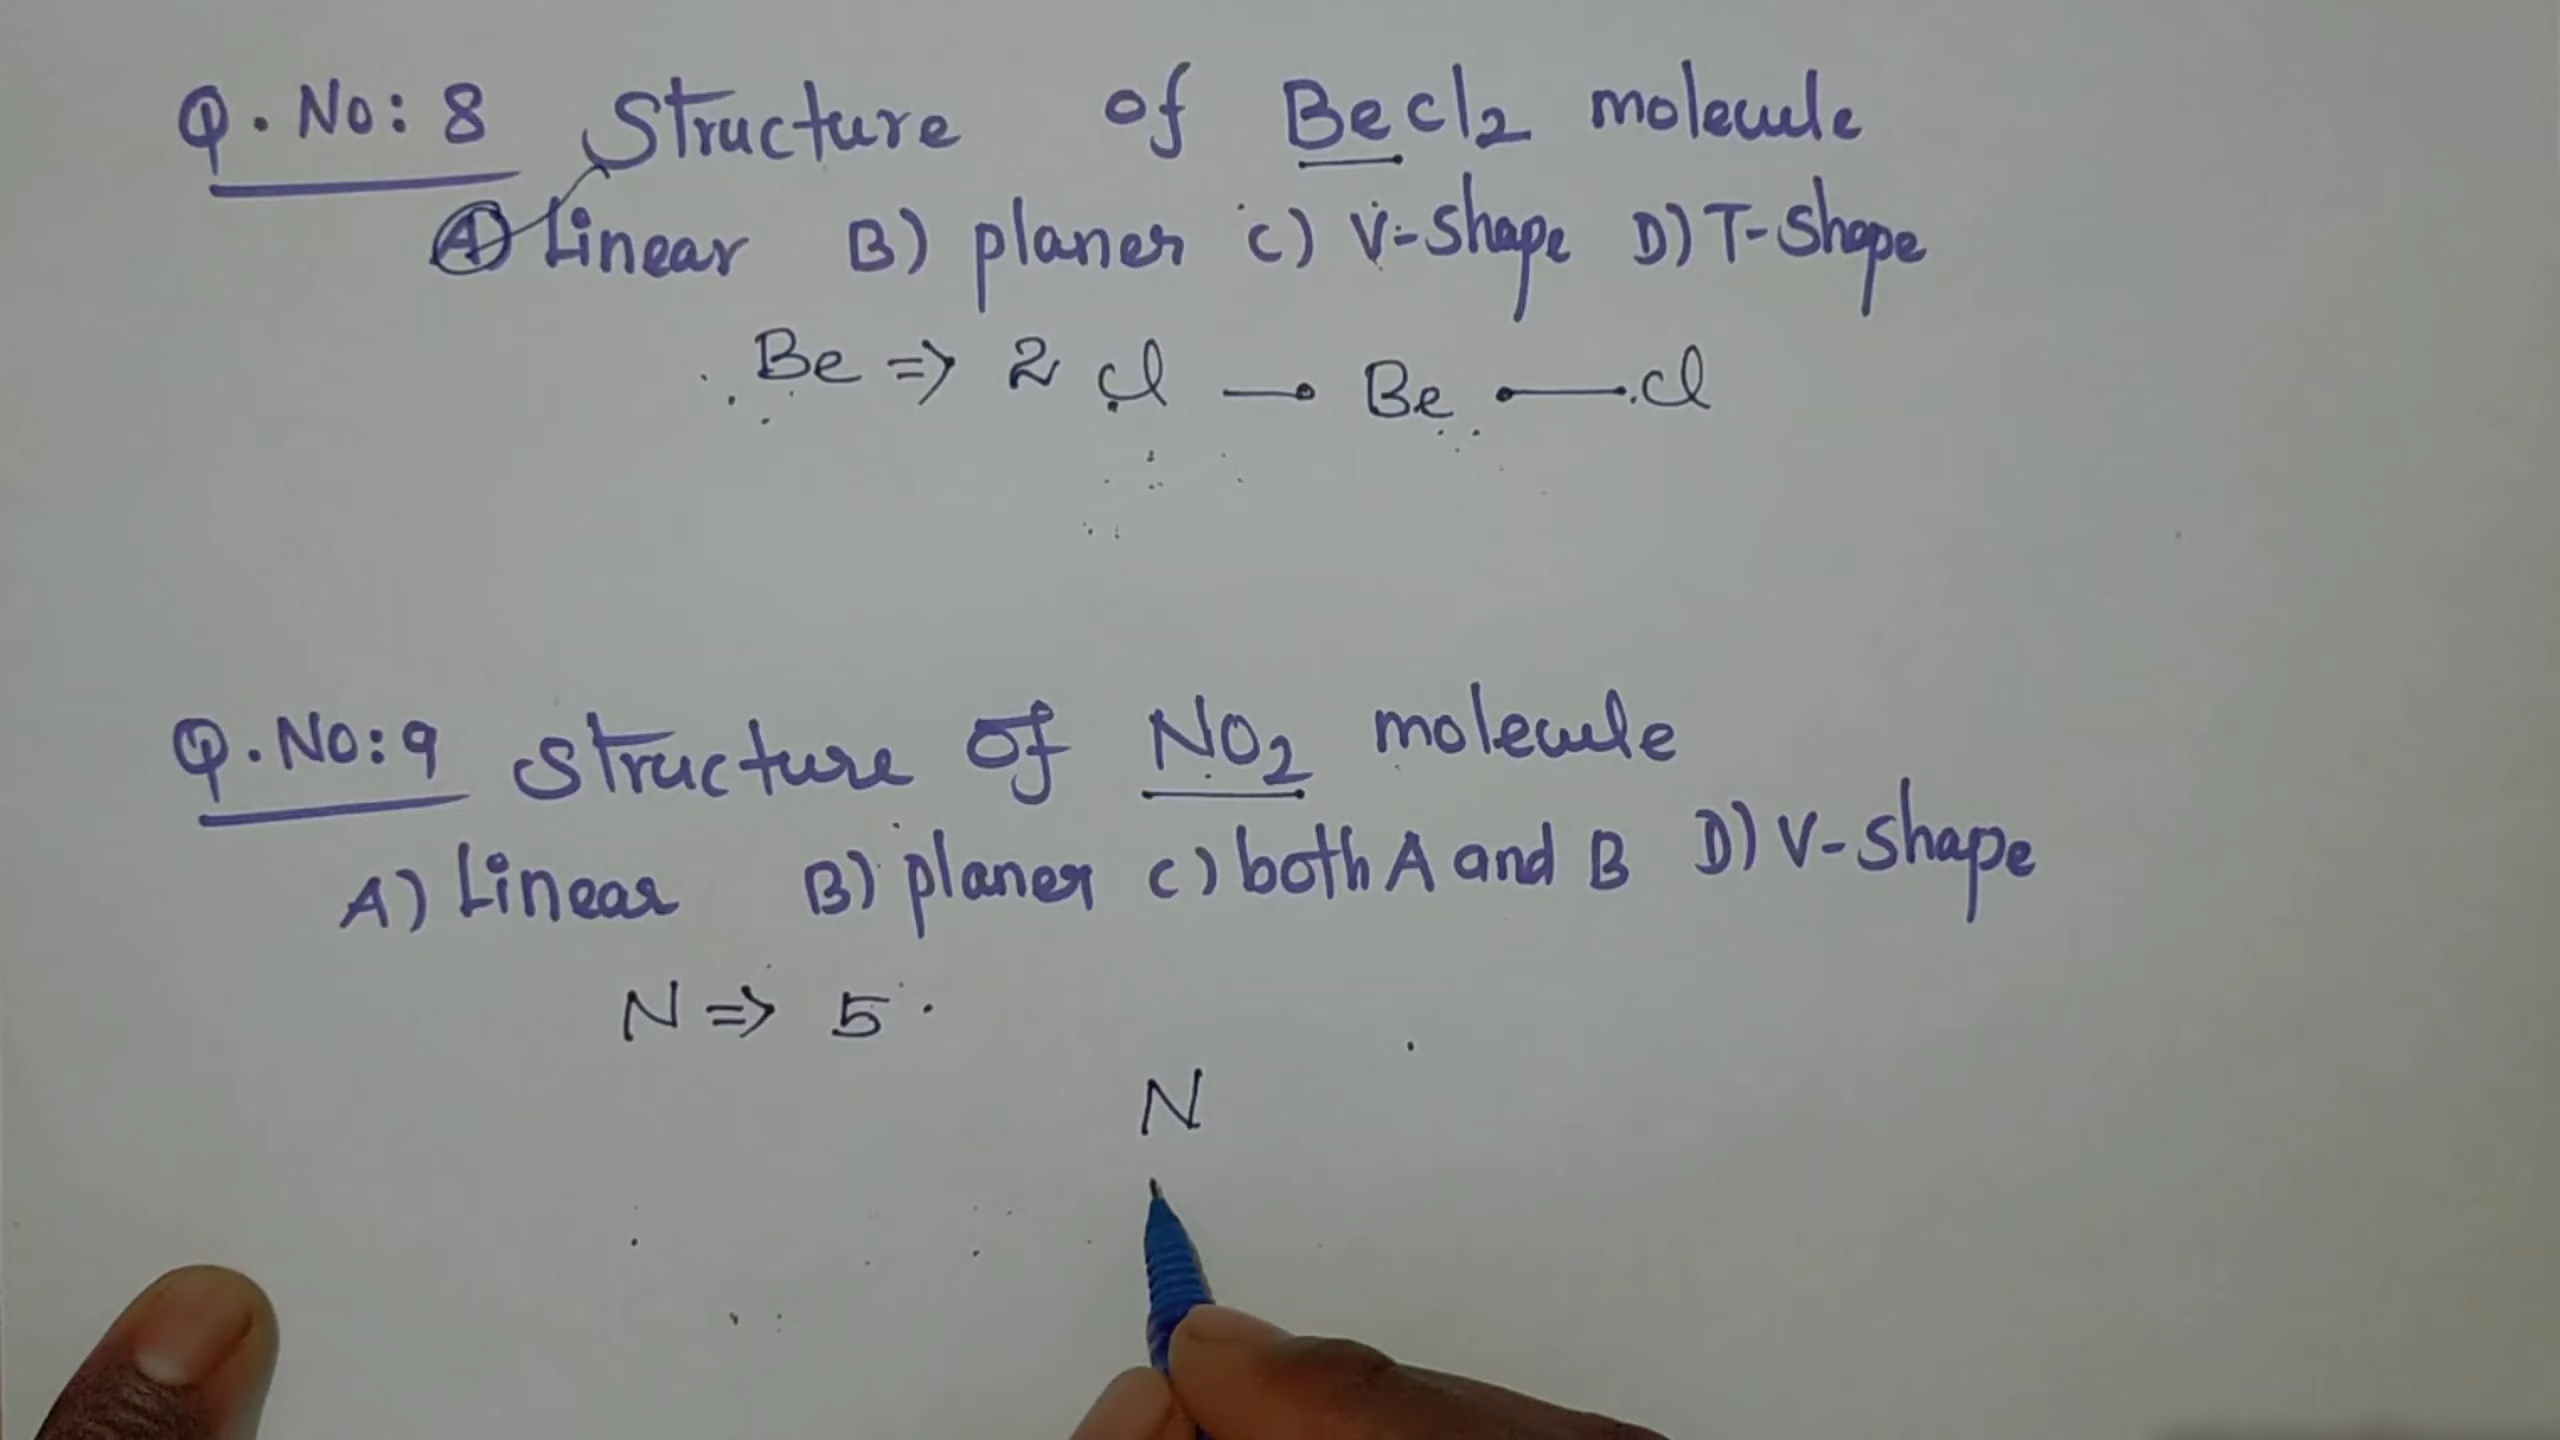 Q. No: 8 Structure of BeCl2 molecule
A) Linear B) planer C) V-shape D) T-shape
Be => 2 Cl — Be — Cl
Q. No: 9 structure of NO2 molecule
A) Linear B) planer C) both A and B D) V-shape
N => 5
N